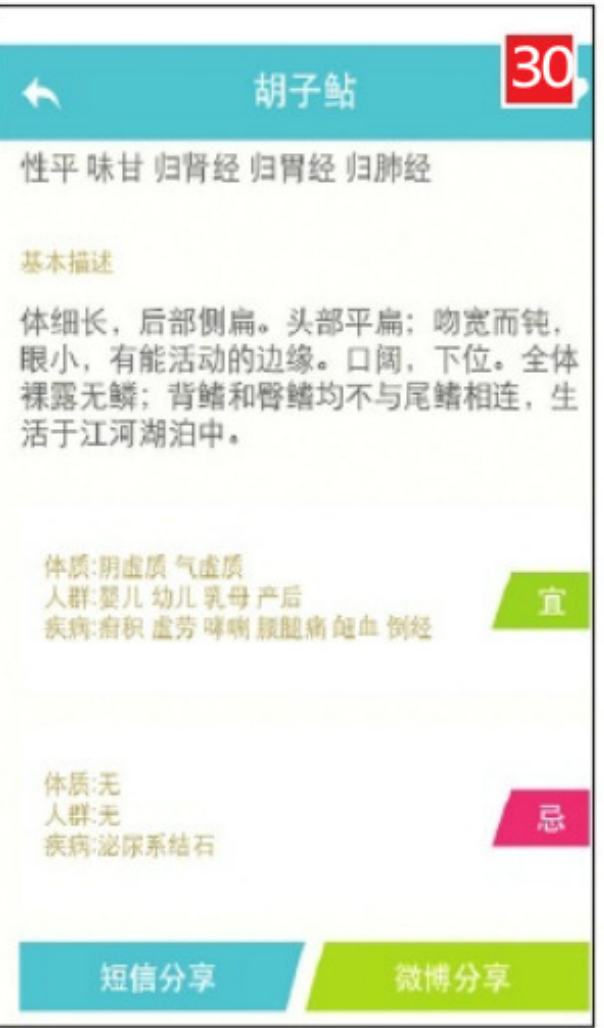 30
胡子鲇
性平 味甘 归肾经 归胃经 归肺经
基本描述
体细长，后部侧扁。头部平扁；吻宽而钝，
眼小，有能活动的边缘。口阔，下位。全体
裸露无鳞；背鳍和臀鳍均不与尾鳍相连，生
活于江河湖泊中。
体质:阴虚质 气虚质
人群:婴儿 幼儿 乳母 产后
疾病:疳积 虚劳 哮喘 腰腿痛 衄血 倒经
宜
体质:无
人群:无
疾病:泌尿系结石
忌
短信分享
微博分享